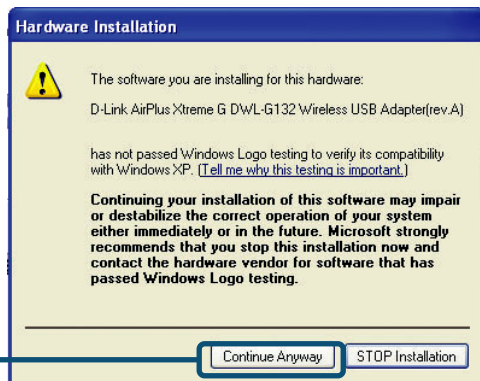 Hardware Installation
The software you are installing for this hardware:
D-Link AirPlus Xtreme G DWL-G132 Wireless USB Adapter(rev.A)
has not passed Windows Logo testing to verify its compatibility
with Windows XP. (Tell me why this testing is important.)
Continuing your installation of this software may impair
or destabilize the correct operation of your system
either immediately or in the future. Microsoft strongly
recommends that you stop this installation now and
contact the hardware vendor for software that has
passed Windows Logo testing.
Continue Anyway STOP Installation